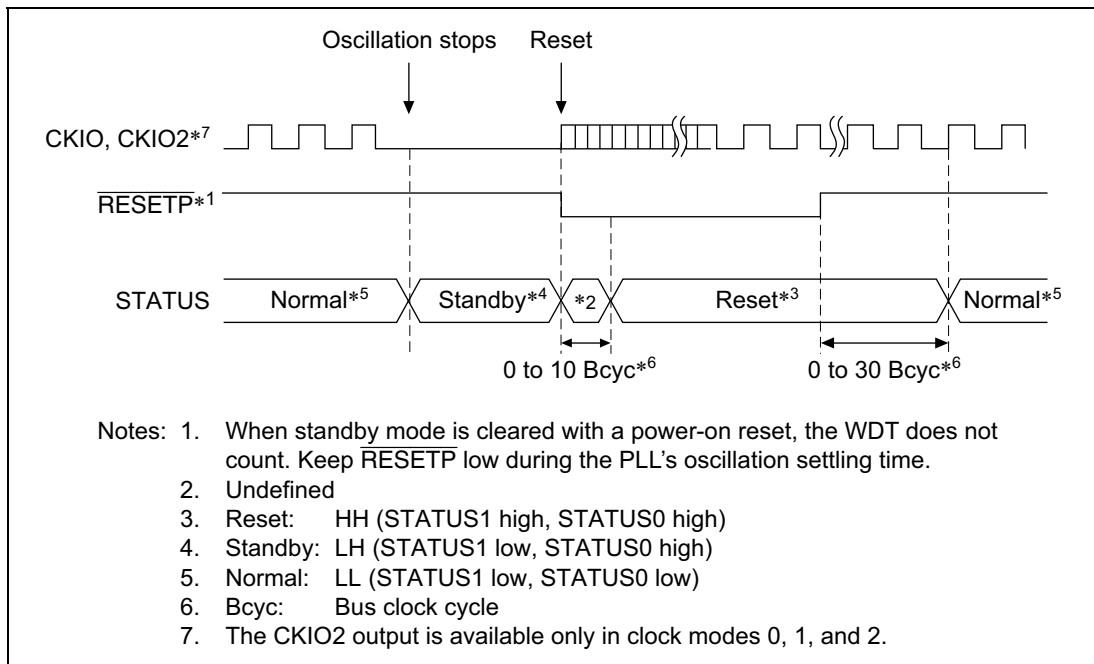 Oscillation stops Reset
CKIO, CKIO2*7
RESETP*1
STATUS Normal*5 Standby*4 *2 Reset*3 Normal*5
0 to 10 Bcyc*6 0 to 30 Bcyc*6
Notes: 1. When standby mode is cleared with a power-on reset, the WDT does not
count. Keep RESETP low during the PLL's oscillation settling time.
2. Undefined
3. Reset: HH (STATUS1 high, STATUS0 high)
4. Standby: LH (STATUS1 low, STATUS0 high)
5. Normal: LL (STATUS1 low, STATUS0 low)
6. Bcyc: Bus clock cycle
7. The CKIO2 output is available only in clock modes 0, 1, and 2.